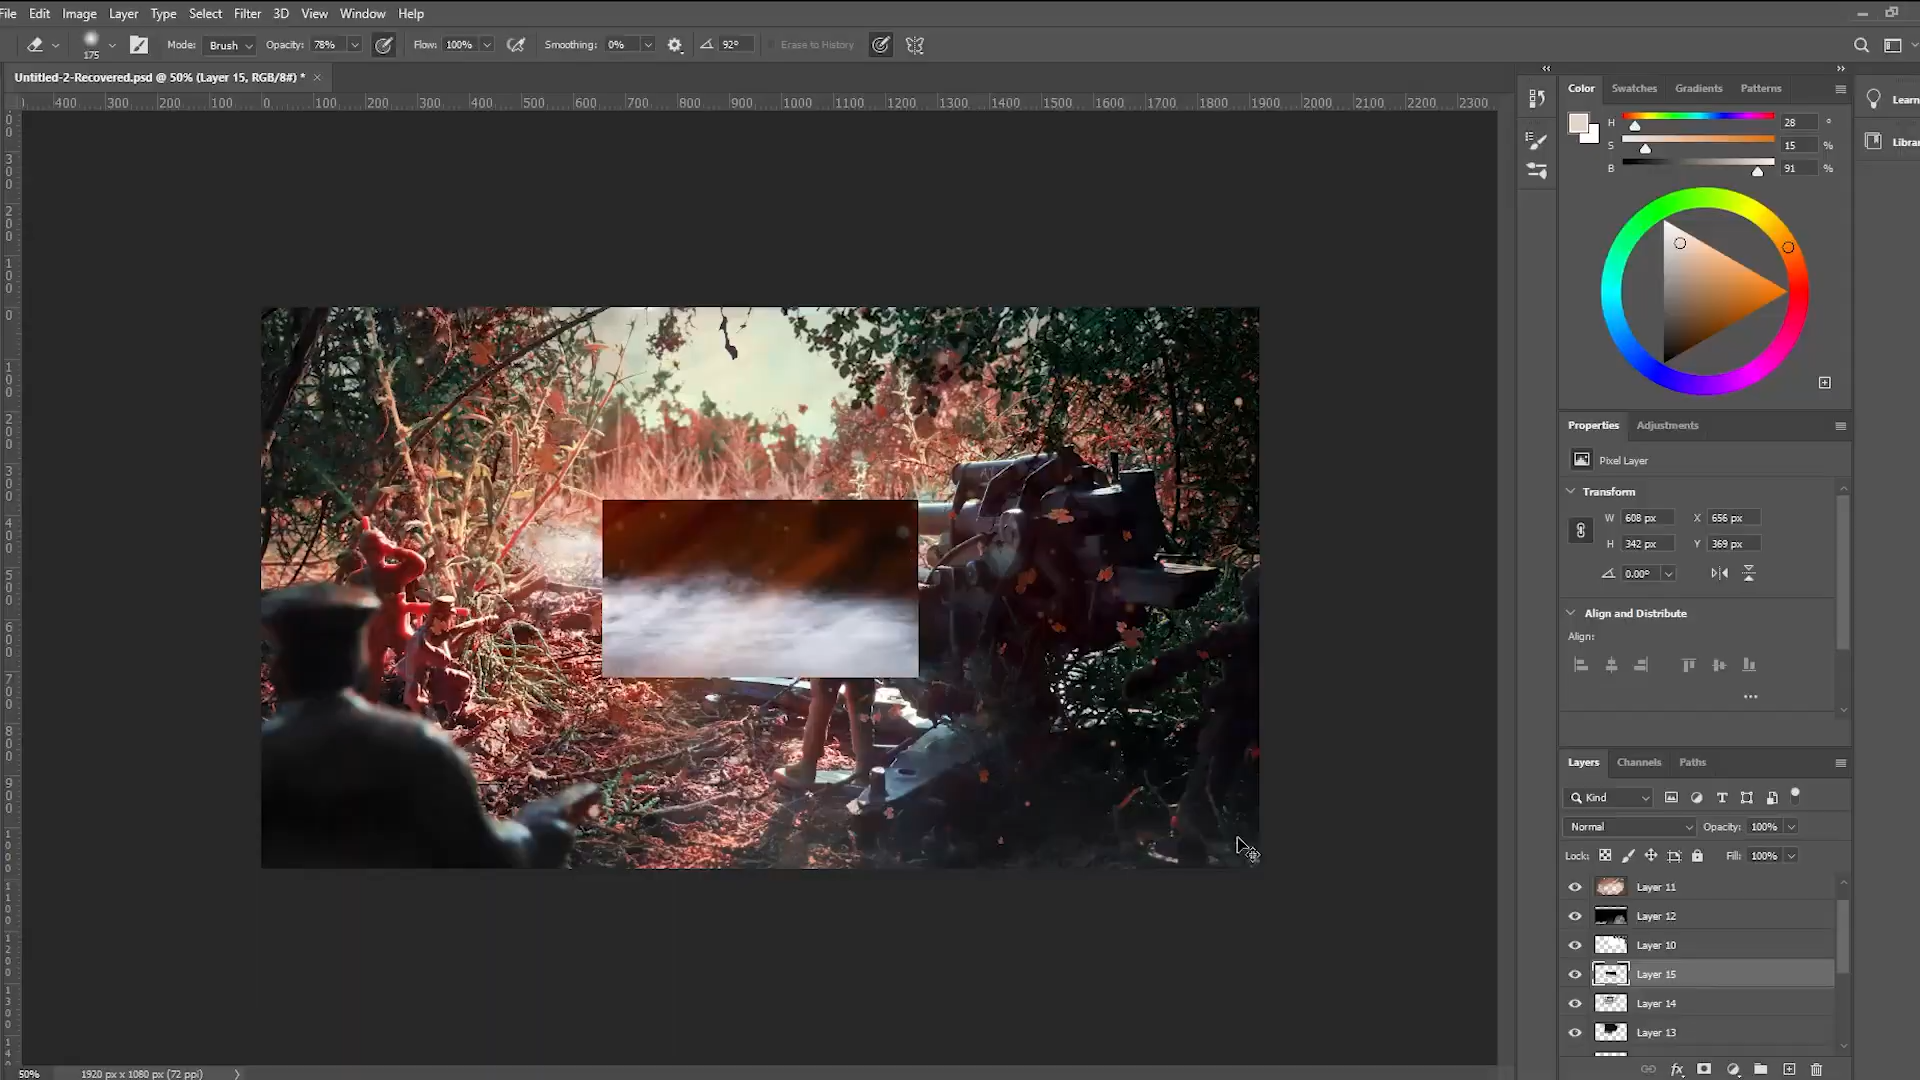 File Edit Image Layer Type Select Filter 3D View Window Help
175 Mode: Brush Opacity: 78% Flow: 100% Smoothing: 0% 92° Erase to History
Untitled-2-Recovered.psd @ 50% (Layer 15, RGB/8#) * ×
400 300 200 100 0 100 200 300 400 500 600 700 800 900 1000 1100 1200 1300 1400 1500 1600 1700 1800 1900 2000 2100 2200 2300
Color Swatches Gradients Patterns
Learn
H 28 °
S 15 %
B 91 %
Properties Adjustments
Pixel Layer
Transform
W 608 px X 656 px
H 342 px Y 369 px
0.00°
Align and Distribute
Align:
Layers Channels Paths
Kind
Normal Opacity: 100%
Lock: Fill: 100%
Layer 11
Layer 12
Layer 10
Layer 15
Layer 14
Layer 13
fx
50% 1920 px x 1080 px (72 ppi)